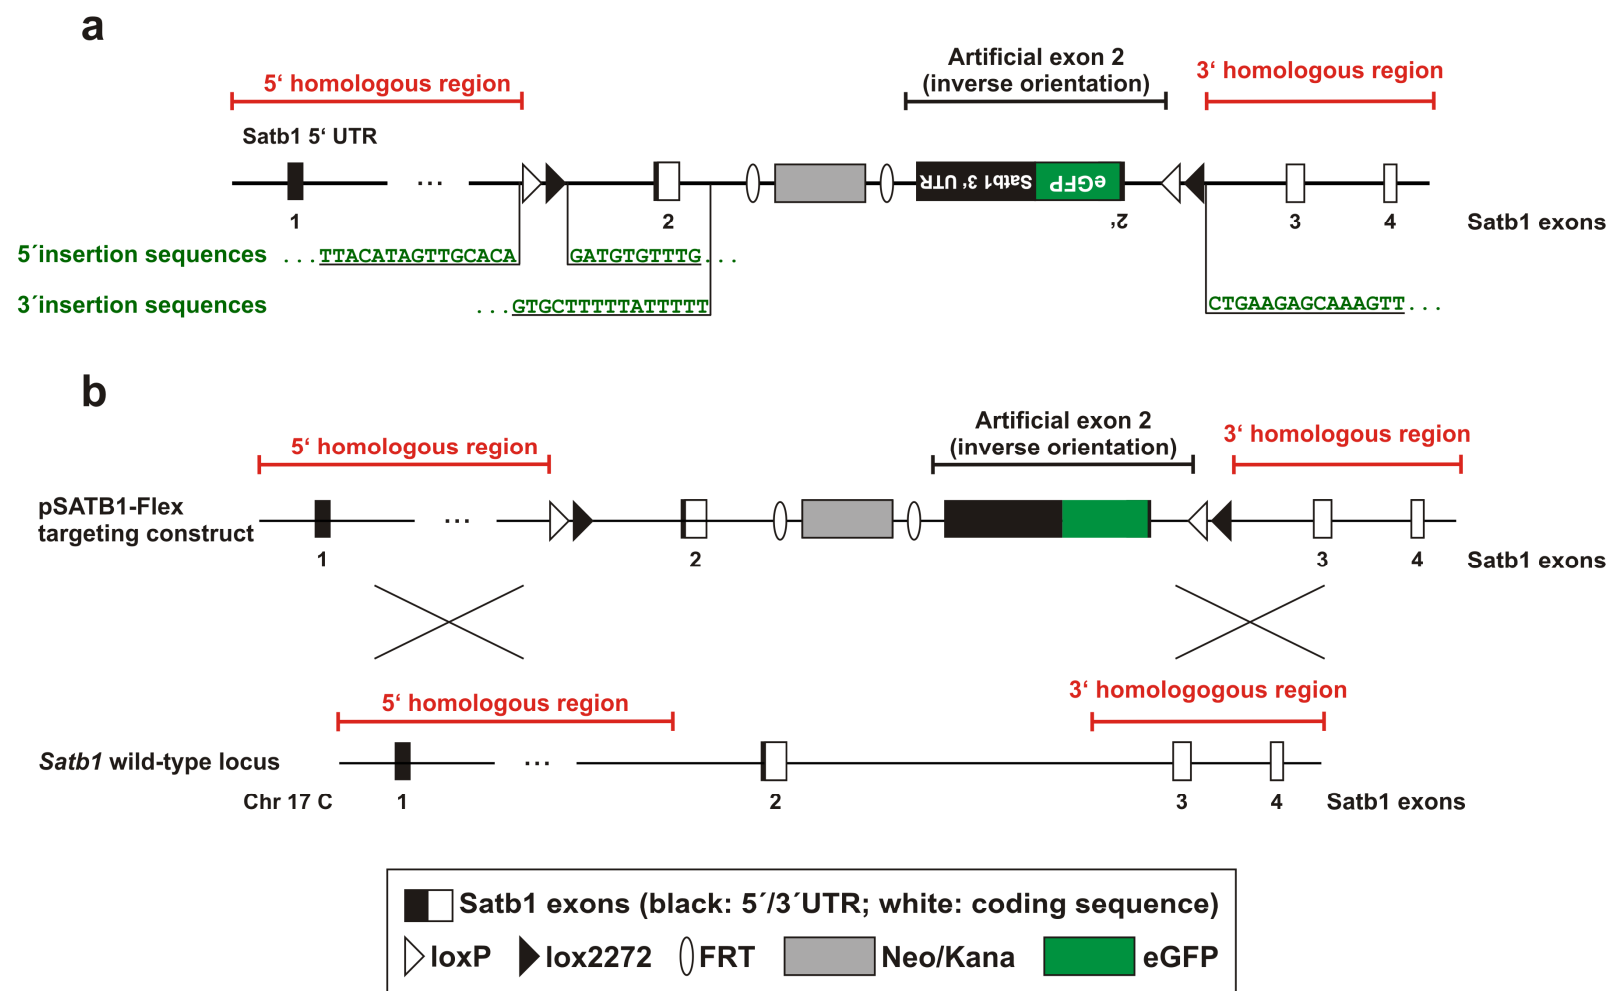 a
Artificial exon 2
(inverse orientation)
5‘ homologous region
3‘ homologous region
Satb1 5‘ UTR
...
Satb1 3‘ UTR
eGFP
1
2
2‘
3
4
Satb1 exons
5´insertion sequences
...TTACATAGTTGCACA
GATGTGTTTG...
3´insertion sequences
...GTGCTTTTTATTTTT
CTGAAGAGCAAAGTT...
b
Artificial exon 2
(inverse orientation)
5‘ homologous region
3‘ homologous region
pSATB1-Flex
targeting construct
...
1
2
3
4
Satb1 exons
5‘ homologous region
3‘ homologogous region
Satb1 wild-type locus
...
Chr 17 C
1
2
3
4
Satb1 exons
Satb1 exons (black: 5´/3´UTR; white: coding sequence)
loxP
lox2272
FRT
Neo/Kana
eGFP